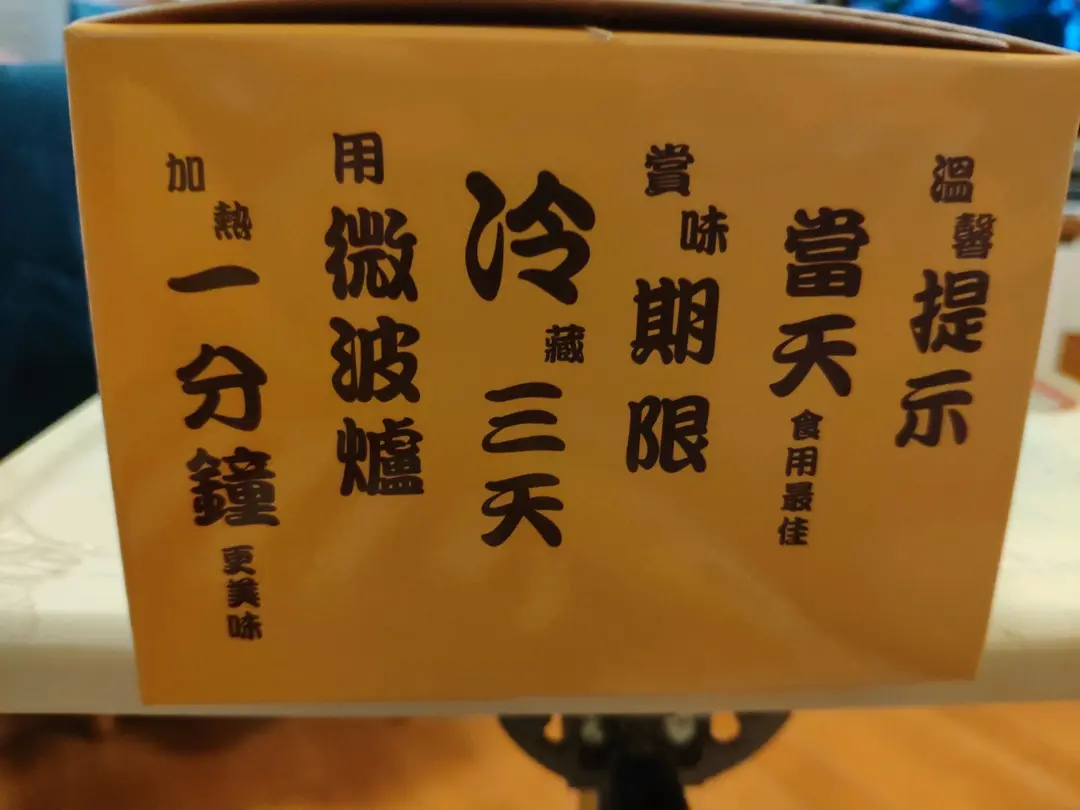 溫馨提示
當天食用最佳
賞味期限
冷藏三天
用微波爐
加熱一分鐘更美味